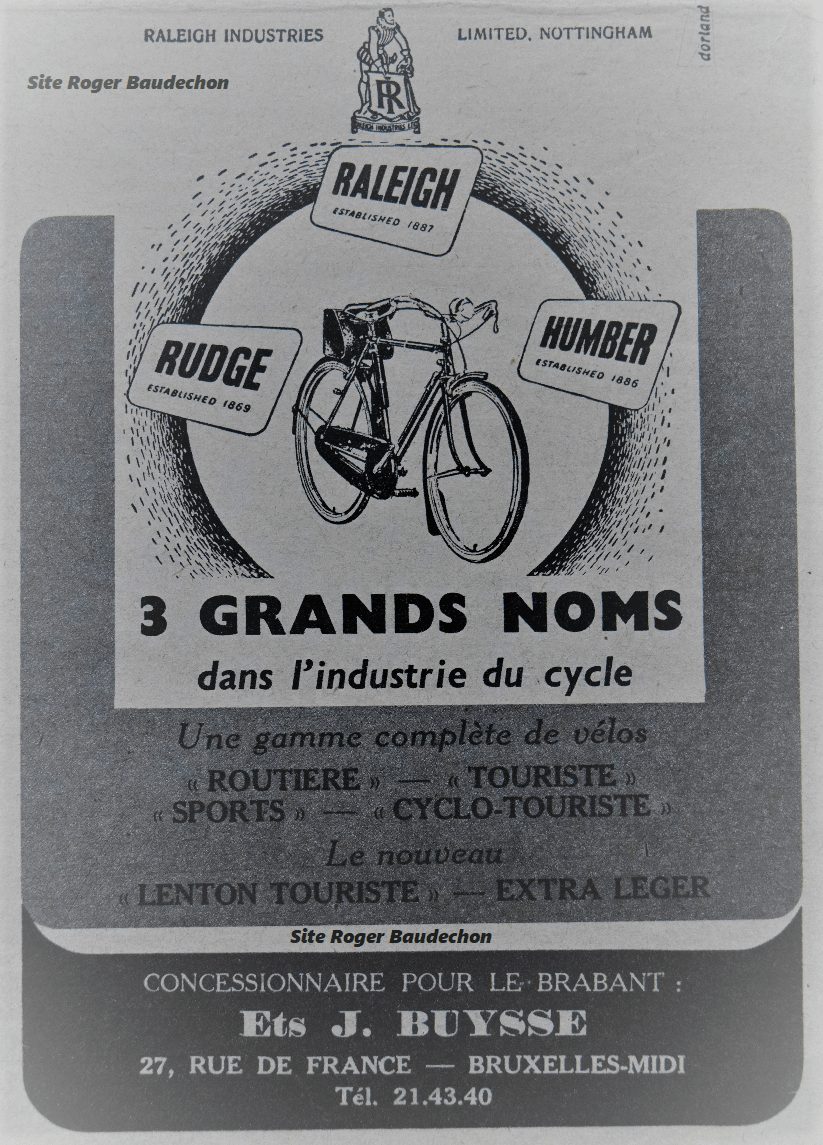 RALEIGH INDUSTRIES LIMITED, NOTTINGHAM
dorland
Site Roger Baudechon
R
RALEIGH INDUSTRIES LTD
RALEIGH
ESTABLISHED 1887
RUDGE
ESTABLISHED 1869
HUMBER
ESTABLISHED 1886
3 GRANDS NOMS
dans l'industrie du cycle
Une gamme complète de vélos
« ROUTIERE » — « TOURISTE »
« SPORTS » — « CYCLO-TOURISTE »
Le nouveau
« LENTON TOURISTE » — EXTRA LEGER
Site Roger Baudechon
CONCESSIONNAIRE POUR LE BRABANT :
Ets J. BUYSSE
27, RUE DE FRANCE — BRUXELLES-MIDI
Tél. 21.43.40